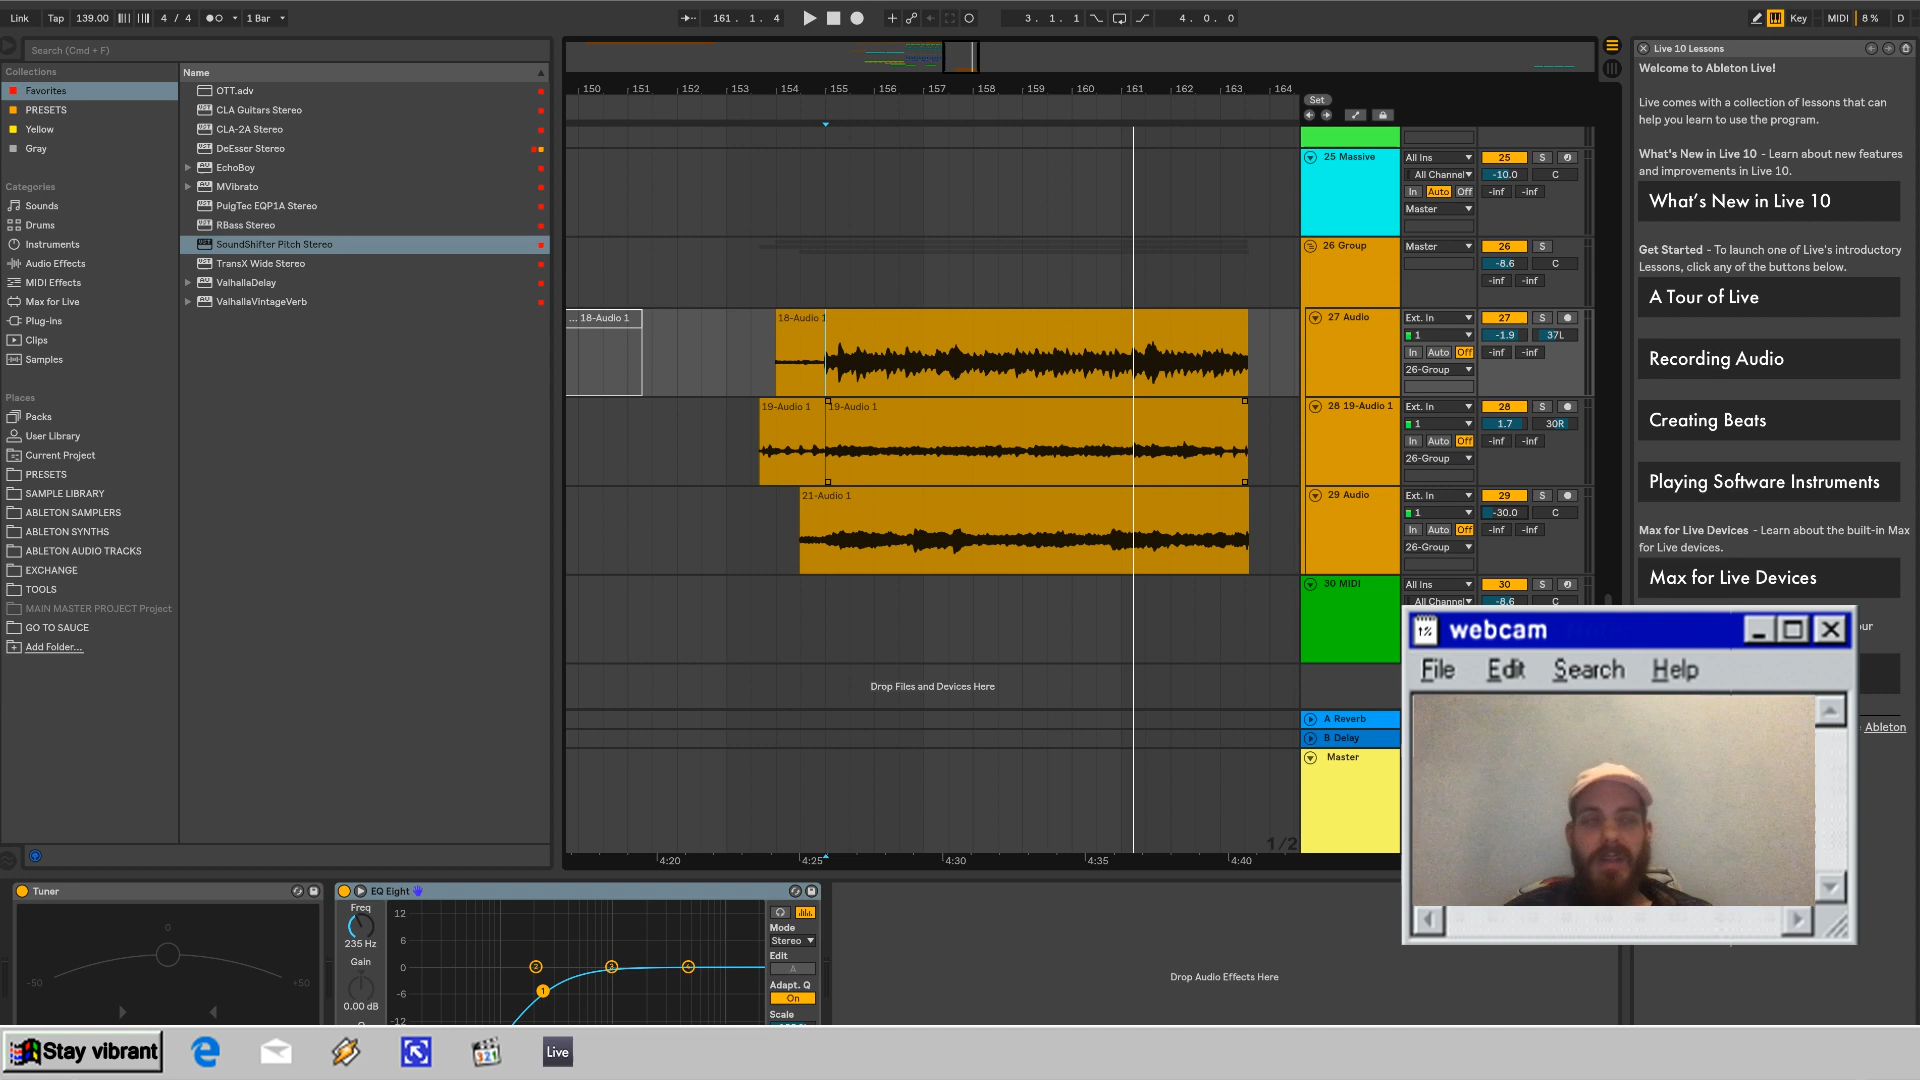 Link Tap 139.00 4 / 4 1 Bar 161 . 1 . 4 3 . 1 . 1 4 . 0 . 0 Key MIDI 8 % D
Search (Cmd + F)
Collections
Favorites
PRESETS
Yellow
Gray
Categories
Sounds
Drums
Instruments
Audio Effects
MIDI Effects
Max for Live
Plug-ins
Clips
Samples
Places
Packs
User Library
Current Project
PRESETS
SAMPLE LIBRARY
ABLETON SAMPLERS
ABLETON SYNTHS
ABLETON AUDIO TRACKS
EXCHANGE
TOOLS
MAIN MASTER PROJECT Project
GO TO SAUCE
Add Folder...
Name
OTT.adv
CLA Guitars Stereo
CLA-2A Stereo
DeEsser Stereo
EchoBoy
MVibrato
PuigTec EQP1A Stereo
RBass Stereo
SoundShifter Pitch Stereo
TransX Wide Stereo
ValhallaDelay
ValhallaVintageVerb
150 151 152 153 154 155 156 157 158 159 160 161 162 163 164
Set
25 Massive All Ins 25 S
All Channel -10.0 C
In Auto Off -inf -inf
Master
26 Group Master 26 S
-8.6 C
-inf -inf
... 18-Audio 1 18-Audio 1 27 Audio Ext. In 27 S
1 -1.9 37L
In Auto Off -inf -inf
26-Group
19-Audio 1 19-Audio 1 28 19-Audio 1 Ext. In 28 S
1 1.7 30R
In Auto Off -inf -inf
26-Group
21-Audio 1 29 Audio Ext. In 29 S
1 -30.0 C
In Auto Off -inf -inf
26-Group
30 MIDI All Ins 30 S
All Channel -8.6 C
Drop Files and Devices Here
A Reverb
B Delay
Master
1/2
4:20 4:25 4:30 4:35 4:40
Live 10 Lessons
Welcome to Ableton Live!
Live comes with a collection of lessons that can
help you learn to use the program.
What's New in Live 10 - Learn about new features
and improvements in Live 10.
What's New in Live 10
Get Started - To launch one of Live's introductory
Lessons, click any of the buttons below.
A Tour of Live
Recording Audio
Creating Beats
Playing Software Instruments
Max for Live Devices - Learn about the built-in Max
for Live devices.
Max for Live Devices
our
Ableton
webcam
File Edit Search Help
Tuner
0
-50 +50
EQ Eight
Freq
235 Hz
Gain
0.00 dB
12
6
0
-6
-12
1 2 3 4
Mode
Stereo
Edit
A
Adapt. Q
On
Scale
Drop Audio Effects Here
Stay vibrant
321
Live